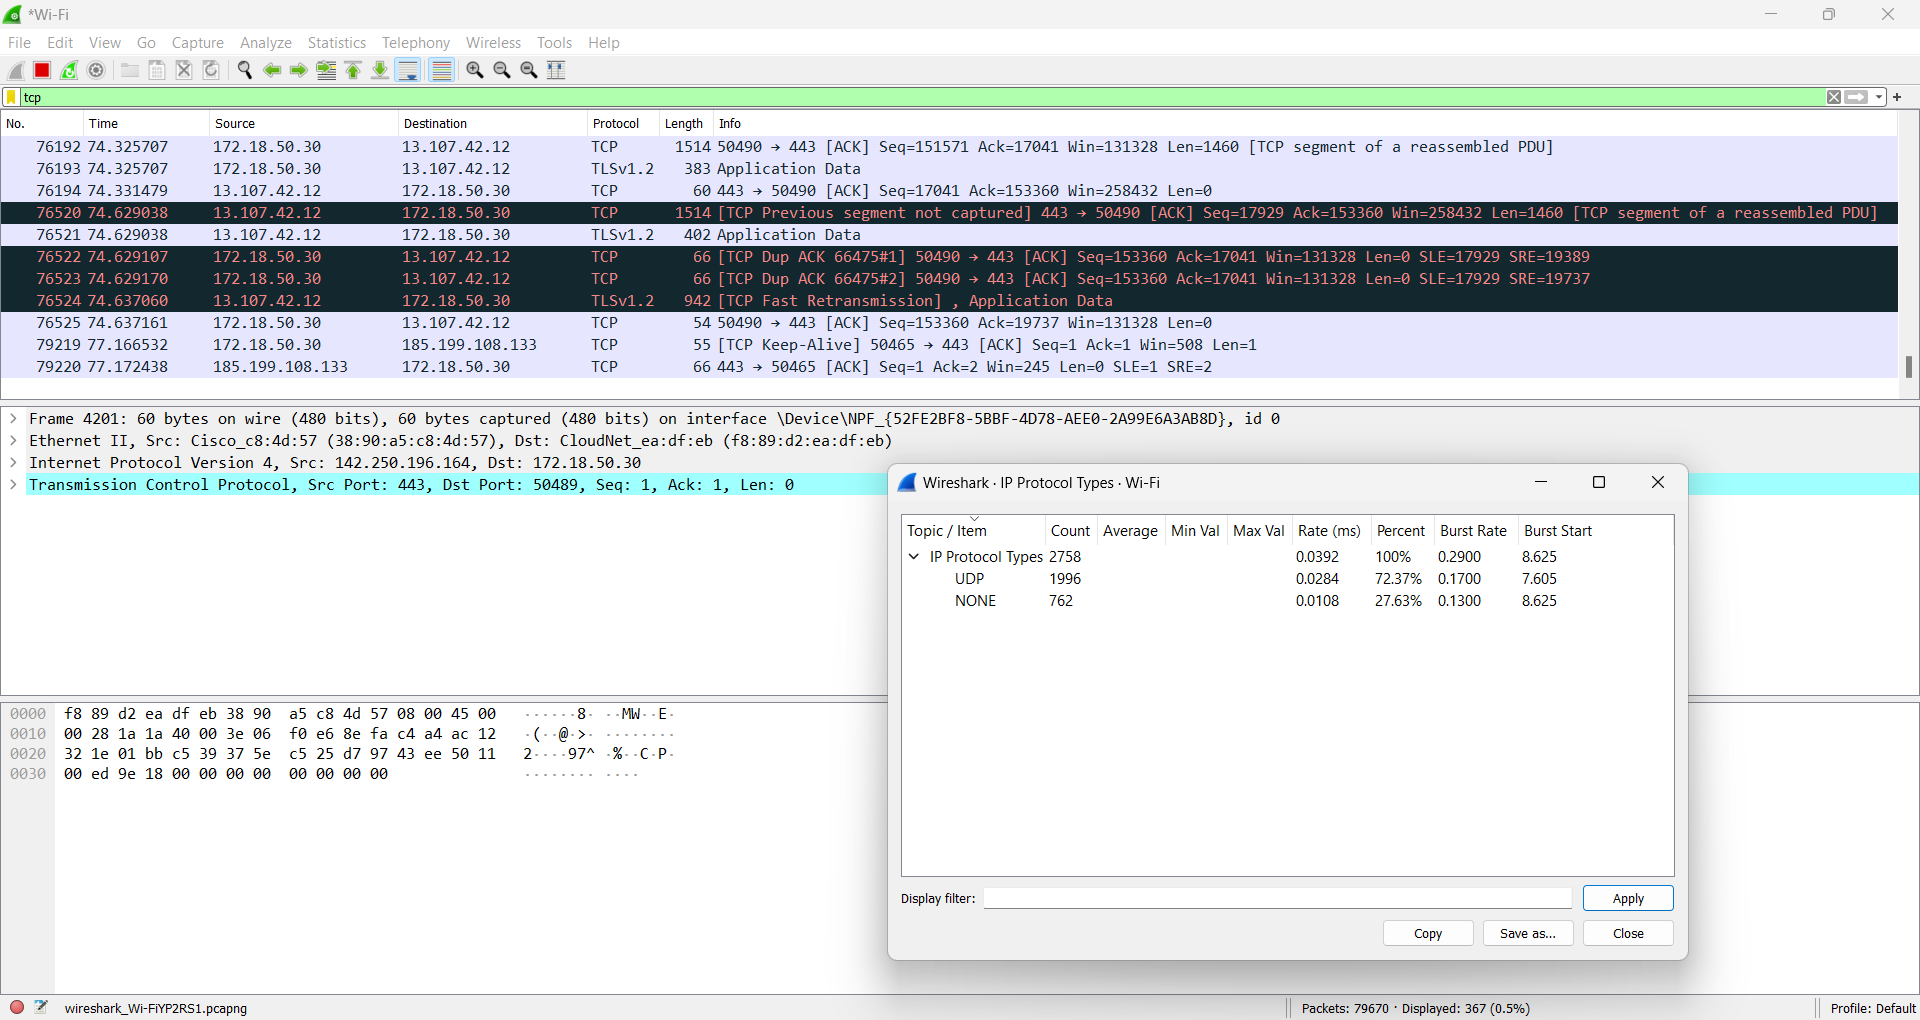 *Wi-Fi
File Edit View Go Capture Analyze Statistics Telephony Wireless Tools Help
tcp
No. Time Source Destination Protocol Length Info
76192 74.325707 172.18.50.30 13.107.42.12 TCP 1514 50490 → 443 [ACK] Seq=151571 Ack=17041 Win=131328 Len=1460 [TCP segment of a reassembled PDU]
76193 74.325707 172.18.50.30 13.107.42.12 TLSv1.2 383 Application Data
76194 74.331479 13.107.42.12 172.18.50.30 TCP 60 443 → 50490 [ACK] Seq=17041 Ack=153360 Win=258432 Len=0
76520 74.629038 13.107.42.12 172.18.50.30 TCP 1514 [TCP Previous segment not captured] 443 → 50490 [ACK] Seq=17929 Ack=153360 Win=258432 Len=1460 [TCP segment of a reassembled PDU]
76521 74.629038 13.107.42.12 172.18.50.30 TLSv1.2 402 Application Data
76522 74.629107 172.18.50.30 13.107.42.12 TCP 66 [TCP Dup ACK 66475#1] 50490 → 443 [ACK] Seq=153360 Ack=17041 Win=131328 Len=0 SLE=17929 SRE=19389
76523 74.629170 172.18.50.30 13.107.42.12 TCP 66 [TCP Dup ACK 66475#2] 50490 → 443 [ACK] Seq=153360 Ack=17041 Win=131328 Len=0 SLE=17929 SRE=19737
76524 74.637060 13.107.42.12 172.18.50.30 TLSv1.2 942 [TCP Fast Retransmission] , Application Data
76525 74.637161 172.18.50.30 13.107.42.12 TCP 54 50490 → 443 [ACK] Seq=153360 Ack=19737 Win=131328 Len=0
79219 77.166532 172.18.50.30 185.199.108.133 TCP 55 [TCP Keep-Alive] 50465 → 443 [ACK] Seq=1 Ack=1 Win=508 Len=1
79220 77.172438 185.199.108.133 172.18.50.30 TCP 66 443 → 50465 [ACK] Seq=1 Ack=2 Win=245 Len=0 SLE=1 SRE=2
Frame 4201: 60 bytes on wire (480 bits), 60 bytes captured (480 bits) on interface \Device\NPF_{52FE2BF8-5BBF-4D78-AEE0-2A99E6A3AB8D}, id 0
Ethernet II, Src: Cisco_c8:4d:57 (38:90:a5:c8:4d:57), Dst: CloudNet_ea:df:eb (f8:89:d2:ea:df:eb)
Internet Protocol Version 4, Src: 142.250.196.164, Dst: 172.18.50.30
Transmission Control Protocol, Src Port: 443, Dst Port: 50489, Seq: 1, Ack: 1, Len: 0
Wireshark · IP Protocol Types · Wi-Fi
Topic / Item Count Average Min Val Max Val Rate (ms) Percent Burst Rate Burst Start
IP Protocol Types 2758 0.0392 100% 0.2900 8.625
UDP 1996 0.0284 72.37% 0.1700 7.605
NONE 762 0.0108 27.63% 0.1300 8.625
Display filter: Apply
Copy Save as... Close
0000 f8 89 d2 ea df eb 38 90 a5 c8 4d 57 08 00 45 00 ······8· ··MW··E·
0010 00 28 1a 1a 40 00 3e 06 f0 e6 8e fa c4 a4 ac 12 ·(··@·>· ········
0020 32 1e 01 bb c5 39 37 5e c5 25 d7 97 43 ee 50 11 2····97^ ·%··C·P·
0030 00 ed 9e 18 00 00 00 00 00 00 00 00 ········ ····
wireshark_Wi-FiYP2RS1.pcapng Packets: 79670 · Displayed: 367 (0.5%) Profile: Default